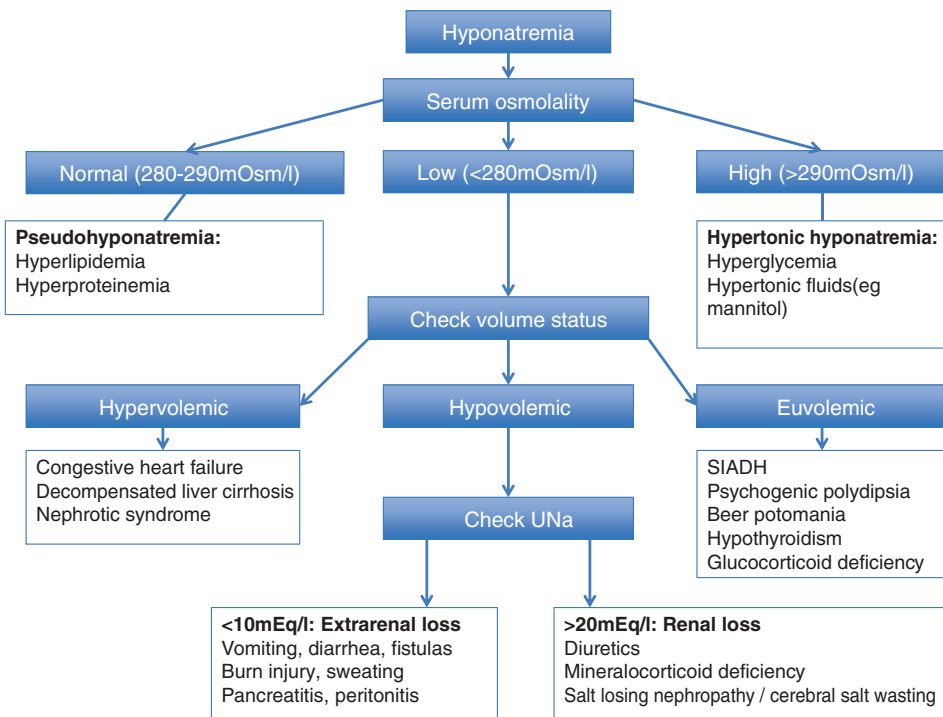 Hyponatremia
Serum osmolality
Normal (280-290mOsm/l)
Low (<280mOsm/l)
High (>290mOsm/l)
Pseudohyponatremia:
Hyperlipidemia
Hyperproteinemia
Hypertonic hyponatremia:
Hyperglycemia
Hypertonic fluids(eg
mannitol)
Check volume status
Hypervolemic
Hypovolemic
Euvolemic
Congestive heart failure
Decompensated liver cirrhosis
Nephrotic syndrome
SIADH
Psychogenic polydipsia
Beer potomania
Hypothyroidism
Glucocorticoid deficiency
Check UNa
<10mEq/l: Extrarenal loss
Vomiting, diarrhea, fistulas
Burn injury, sweating
Pancreatitis, peritonitis
>20mEq/l: Renal loss
Diuretics
Mineralocorticoid deficiency
Salt losing nephropathy / cerebral salt wasting